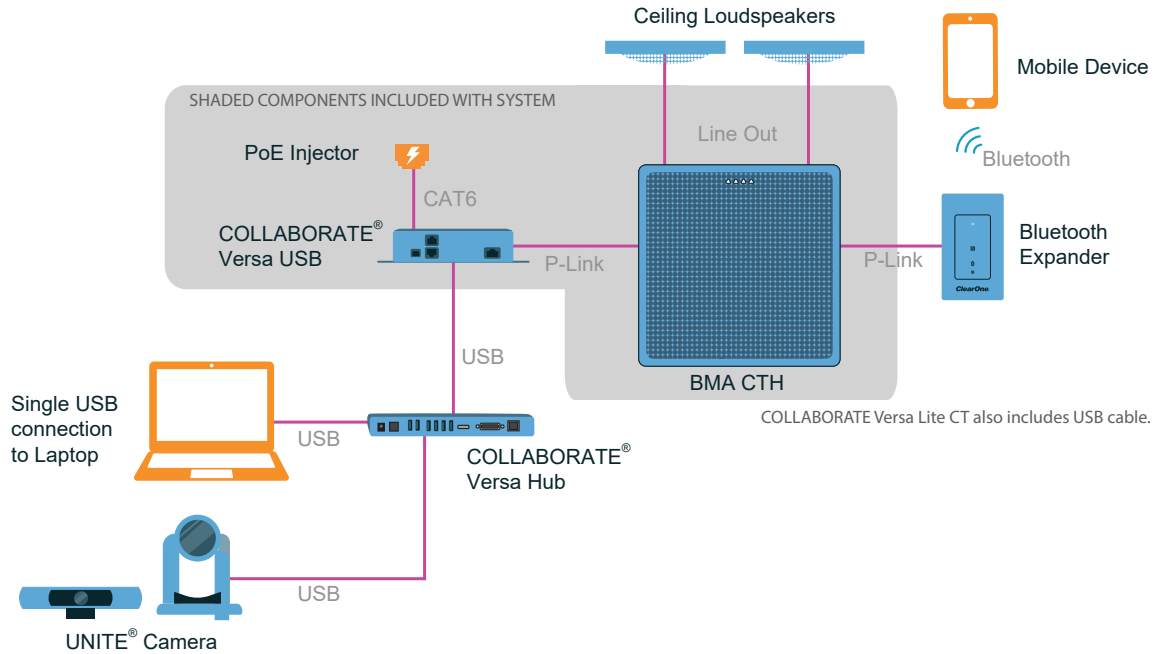 Ceiling Loudspeakers
Mobile Device
SHADED COMPONENTS INCLUDED WITH SYSTEM
Line Out
PoE Injector
Bluetooth
CAT6
COLLABORATE®
Versa USB
P-Link
P-Link
Bluetooth
Expander
ClearOne
USB
BMA CTH
COLLABORATE Versa Lite CT also includes USB cable.
Single USB
connection
to Laptop
USB
COLLABORATE®
Versa Hub
USB
UNITE® Camera